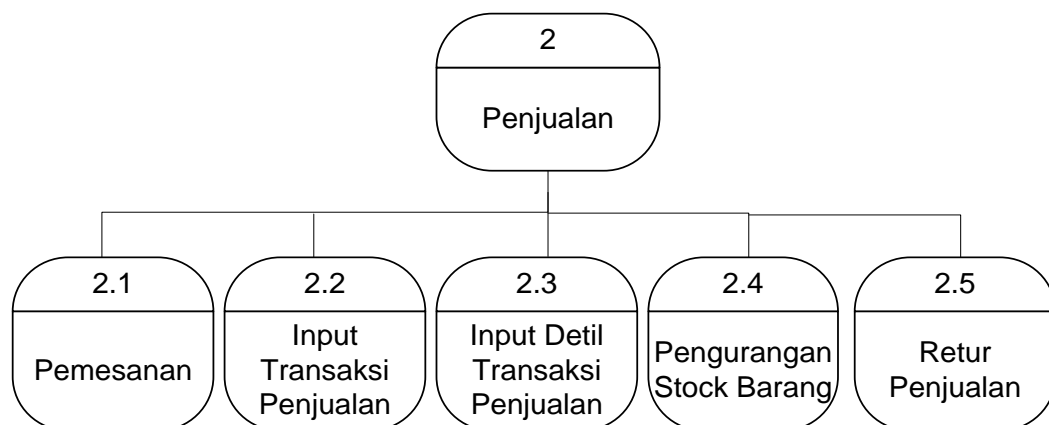 2
Penjualan
2.1
Pemesanan
2.2
Input
Transaksi
Penjualan
2.3
Input Detil
Transaksi
Penjualan
2.4
Pengurangan
Stock Barang
2.5
Retur
Penjualan